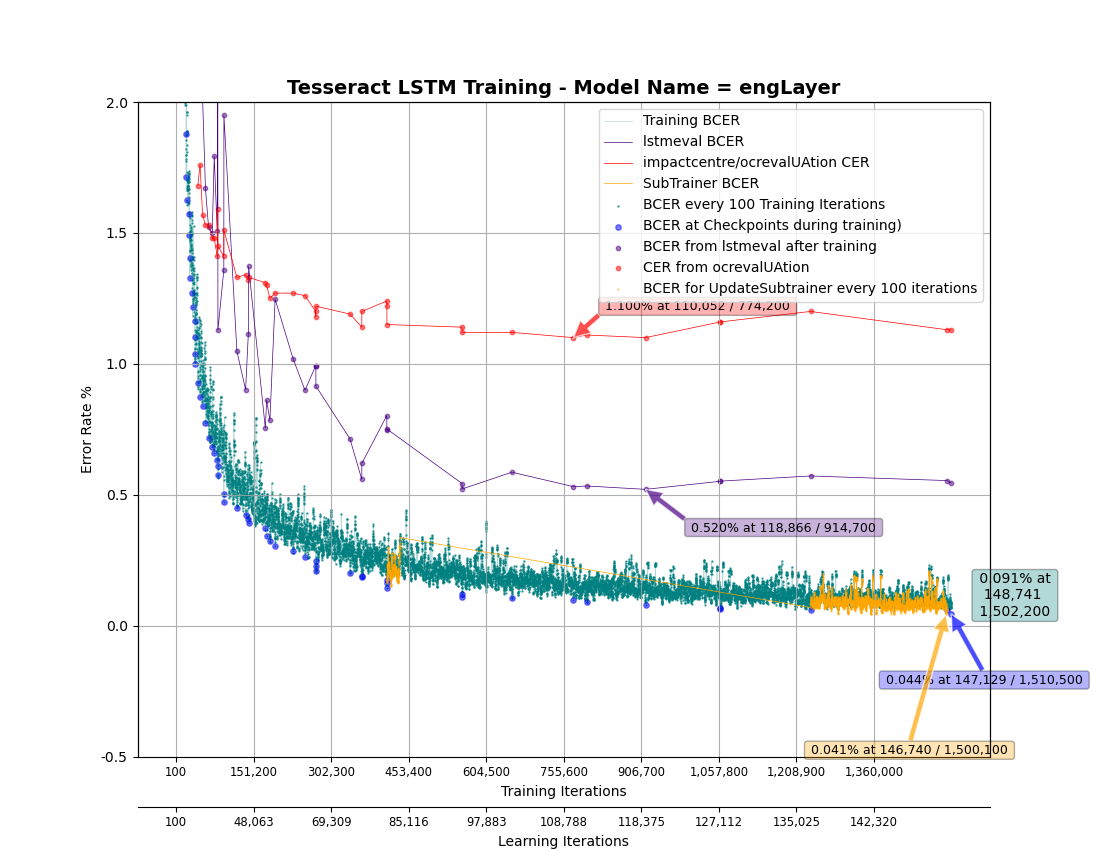 Tesseract LSTM Training - Model Name = engLayer
2.0
1.5
1.0
0.5
0.0
-0.5
Error Rate %
Training BCER
lstmeval BCER
impactcentre/ocrevalUAtion CER
SubTrainer BCER
BCER every 100 Training Iterations
BCER at Checkpoints during training)
BCER from lstmeval after training
CER from ocrevalUAtion
BCER for UpdateSubtrainer every 100 iterations
1.100% at 110,052 / 774,200
0.520% at 118,866 / 914,700
0.091% at
148,741
1,502,200
0.044% at 147,129 / 1,510,500
0.041% at 146,740 / 1,500,100
100 151,200 302,300 453,400 604,500 755,600 906,700 1,057,800 1,208,900 1,360,000
Training Iterations
100 48,063 69,309 85,116 97,883 108,788 118,375 127,112 135,025 142,320
Learning Iterations